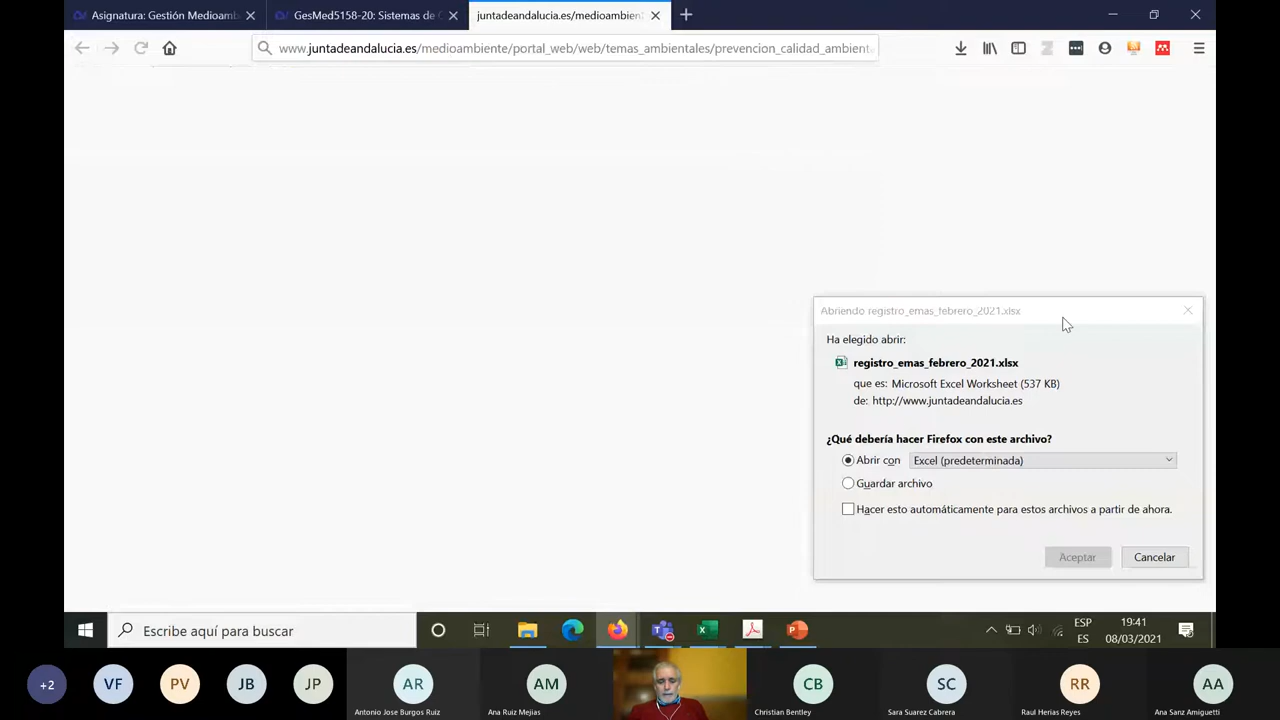 Asignatura: Gestión Medioamb
GesMed5158-20: Sistemas de G
juntadeandalucia.es/medioambien
www.juntadeandalucia.es/medioambiente/portal_web/web/temas_ambientales/prevencion_calidad_ambient
Abriendo registro_emas_febrero_2021.xlsx
Ha elegido abrir:
registro_emas_febrero_2021.xlsx
que es: Microsoft Excel Worksheet (537 KB)
de: http://www.juntadeandalucia.es
¿Qué debería hacer Firefox con este archivo?
Abrir con Excel (predeterminada)
Guardar archivo
Hacer esto automáticamente para estos archivos a partir de ahora.
Aceptar Cancelar
Escribe aquí para buscar
ESP
ES
19:41
08/03/2021
+2 VF PV JB JP AR AM CB SC RR AA
Antonio Jose Burgos Ruiz
Ana Ruiz Mejias
Christian Bentley
Sara Suarez Cabrera
Raul Herias Reyes
Ana Sanz Amiguetti